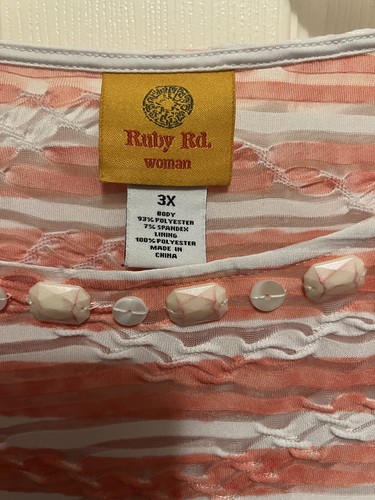 Ruby Rd.
woman
3X
BODY
93% POLYESTER
7% SPANDEX
LINING
100% POLYESTER
MADE IN
CHINA